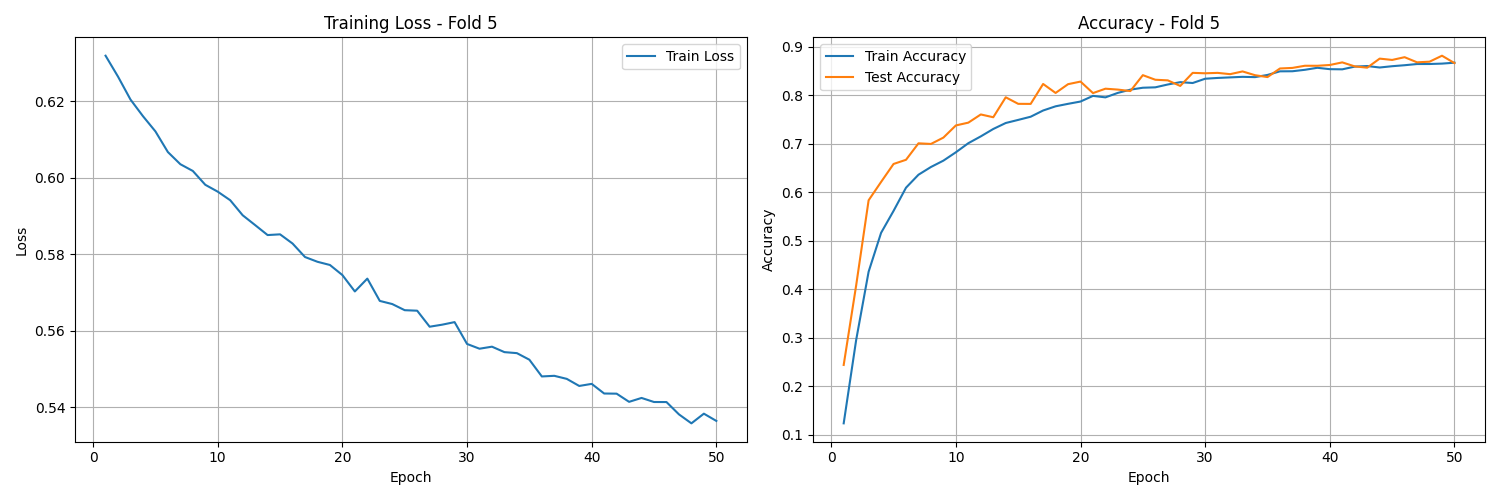 Training Loss - Fold 5
Train Loss
0.62
0.60
0.58
0.56
0.54
Loss
0 10 20 30 40 50
Epoch
Accuracy - Fold 5
Train Accuracy
Test Accuracy
0.9
0.8
0.7
0.6
0.5
0.4
0.3
0.2
0.1
Accuracy
0 10 20 30 40 50
Epoch